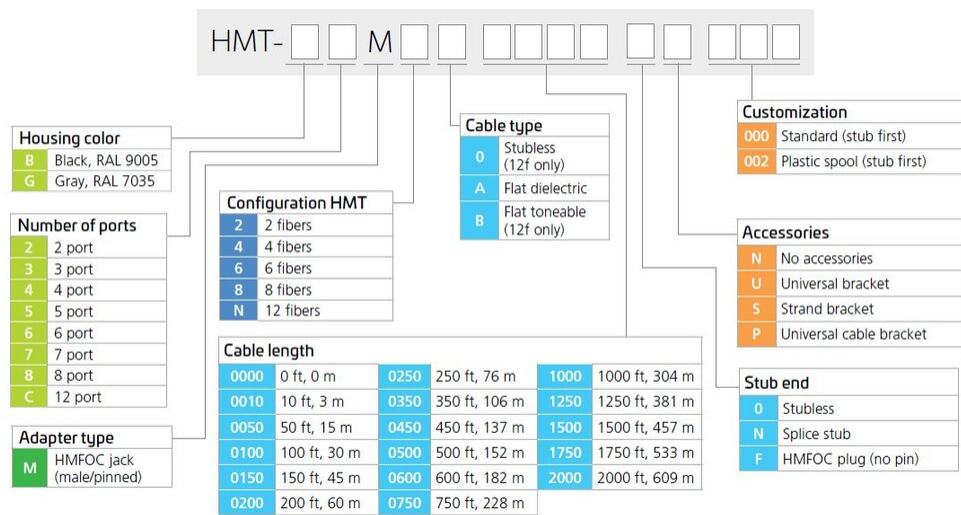 HMT- M
Housing color
B Black, RAL 9005
G Gray, RAL 7035
Number of ports
2 2 port
3 3 port
4 4 port
5 5 port
6 6 port
7 7 port
8 8 port
C 12 port
Adapter type
M HMFOC jack
(male/pinned)
Configuration HMT
2 2 fibers
4 4 fibers
6 6 fibers
8 8 fibers
N 12 fibers
Cable type
0 Stubless
(12f only)
A Flat dielectric
B Flat toneable
(12f only)
Cable length
0000 0 ft, 0 m 0250 250 ft, 76 m 1000 1000 ft, 304 m
0010 10 ft, 3 m 0350 350 ft, 106 m 1250 1250 ft, 381 m
0050 50 ft, 15 m 0450 450 ft, 137 m 1500 1500 ft, 457 m
0100 100 ft, 30 m 0500 500 ft, 152 m 1750 1750 ft, 533 m
0150 150 ft, 45 m 0600 600 ft, 182 m 2000 2000 ft, 609 m
0200 200 ft, 60 m 0750 750 ft, 228 m
Customization
000 Standard (stub first)
002 Plastic spool (stub first)
Accessories
N No accessories
U Universal bracket
S Strand bracket
P Universal cable bracket
Stub end
0 Stubless
N Splice stub
F HMFOC plug (no pin)